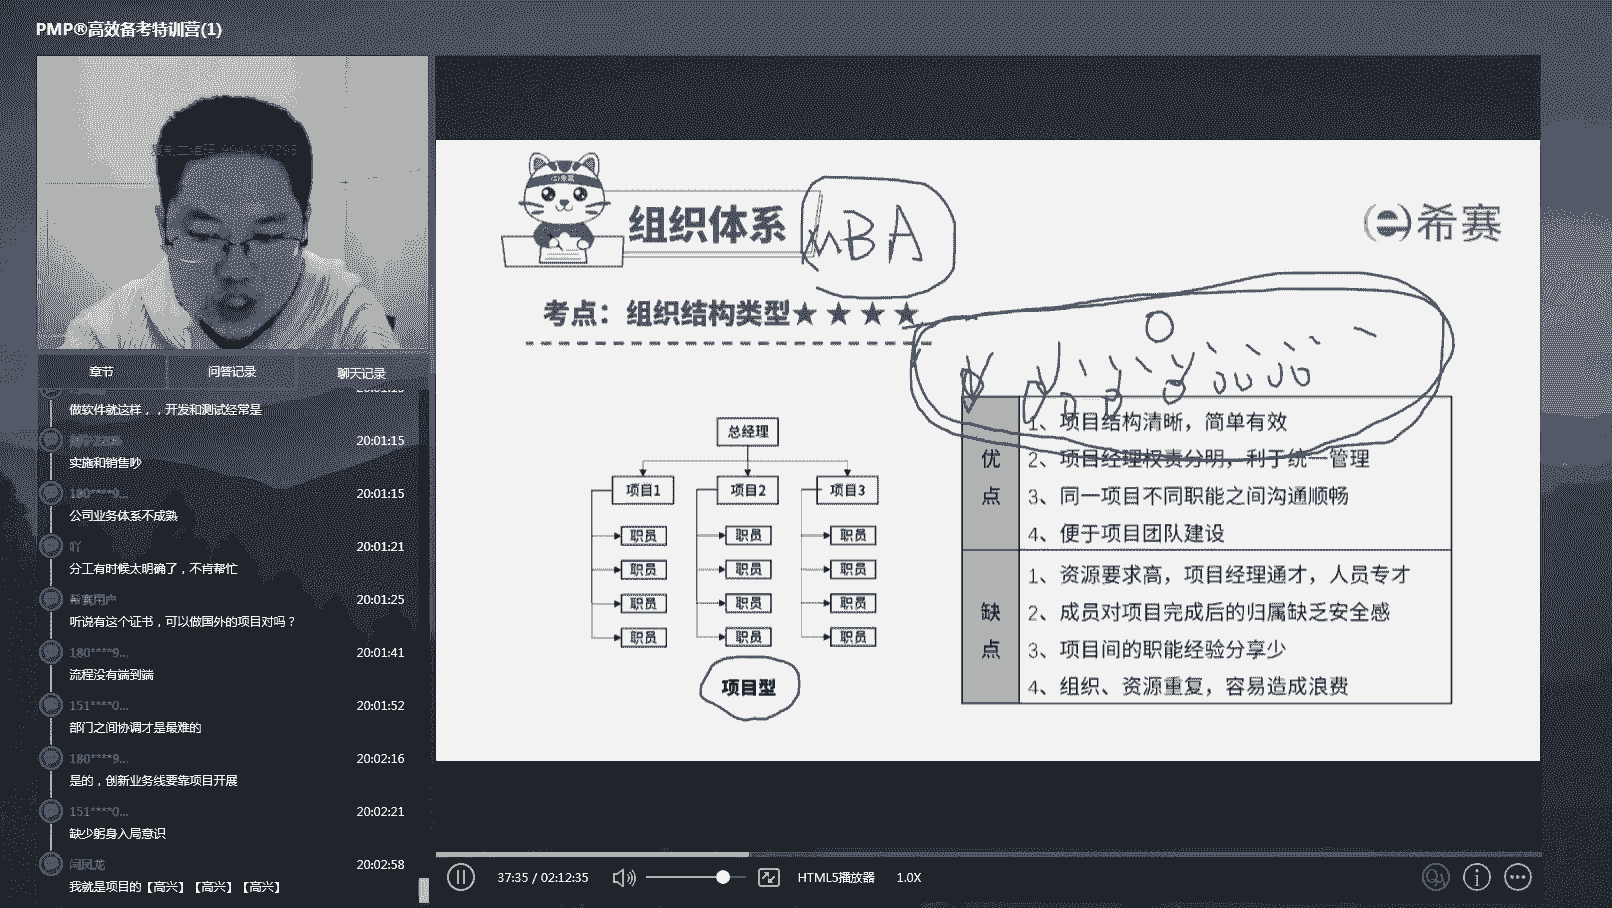 PMP®高效备考特训营(1)
章节
问答记录
聊天记录
做软件就这样，，开发和测试经常是
20:01:15
实施和销售吵
180****9...
20:01:15
公司业务体系不成熟
吖
20:01:21
分工有时候太明确了，不肯帮忙
希赛用户
20:01:25
听说有这个证书，可以做国外的项目对吗？
180****9...
20:01:41
流程没有端到端
151****0...
20:01:52
部门之间协调才是最难的
180****9...
20:02:16
是的，创新业务线要靠项目开展
151****0...
20:02:21
缺少躬身入局意识
20:02:58
我就是项目的【高兴】【高兴】【高兴】
组织体系
MBA
希赛
考点：组织结构类型★ ★ ★ ★
总经理
项目1
项目2
项目3
职员
职员
职员
职员
职员
职员
职员
职员
职员
职员
职员
职员
项目型
优点
1、项目结构清晰，简单有效
2、项目经理权责分明，利于统一管理
3、同一项目不同职能之间沟通顺畅
4、便于项目团队建设
缺点
1、资源要求高，项目经理通才，人员专才
2、成员对项目完成后的归属缺乏安全感
3、项目间的职能经验分享少
4、组织、资源重复，容易造成浪费
37:35 / 02:12:35
HTML5播放器
1.0X